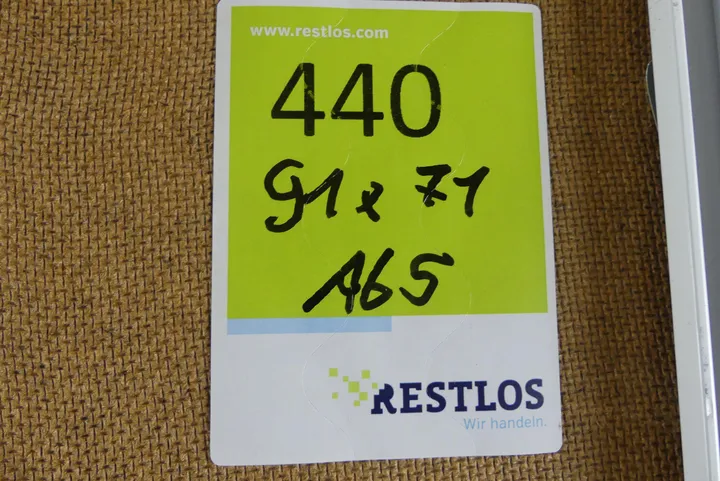 www.restlos.com
440
91 x 71
A65
RESTLOS
Wir handeln.